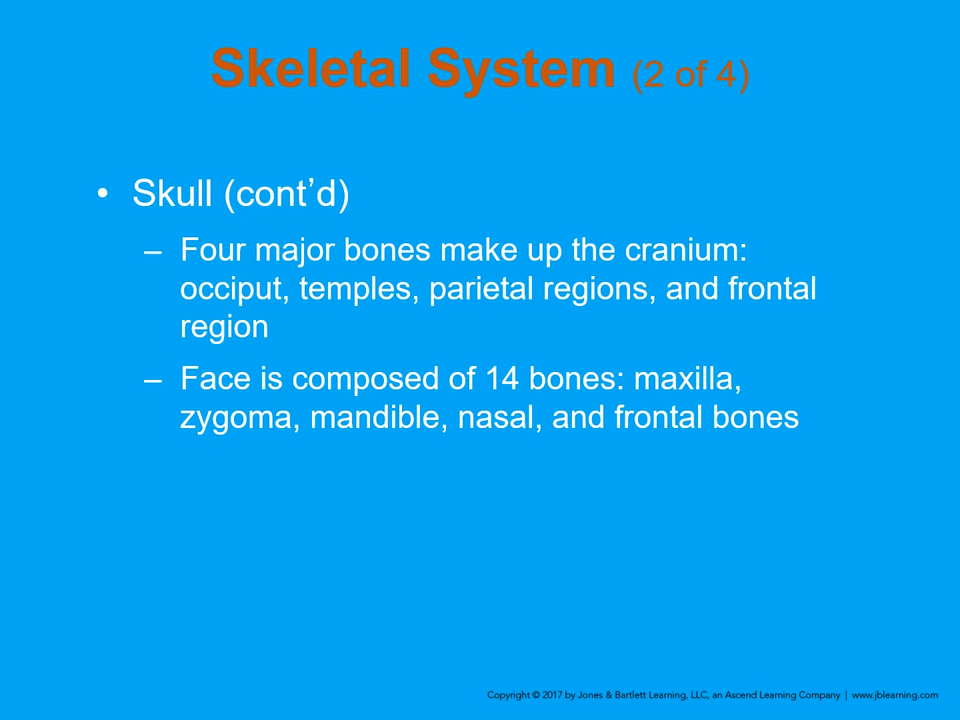 Skeletal System (2 of 4)
• Skull (cont’d)
– Four major bones make up the cranium:
occiput, temples, parietal regions, and frontal
region
– Face is composed of 14 bones: maxilla,
zygoma, mandible, nasal, and frontal bones
Copyright © 2017 by Jones & Bartlett Learning, LLC, an Ascend Learning Company | www.jblearning.com